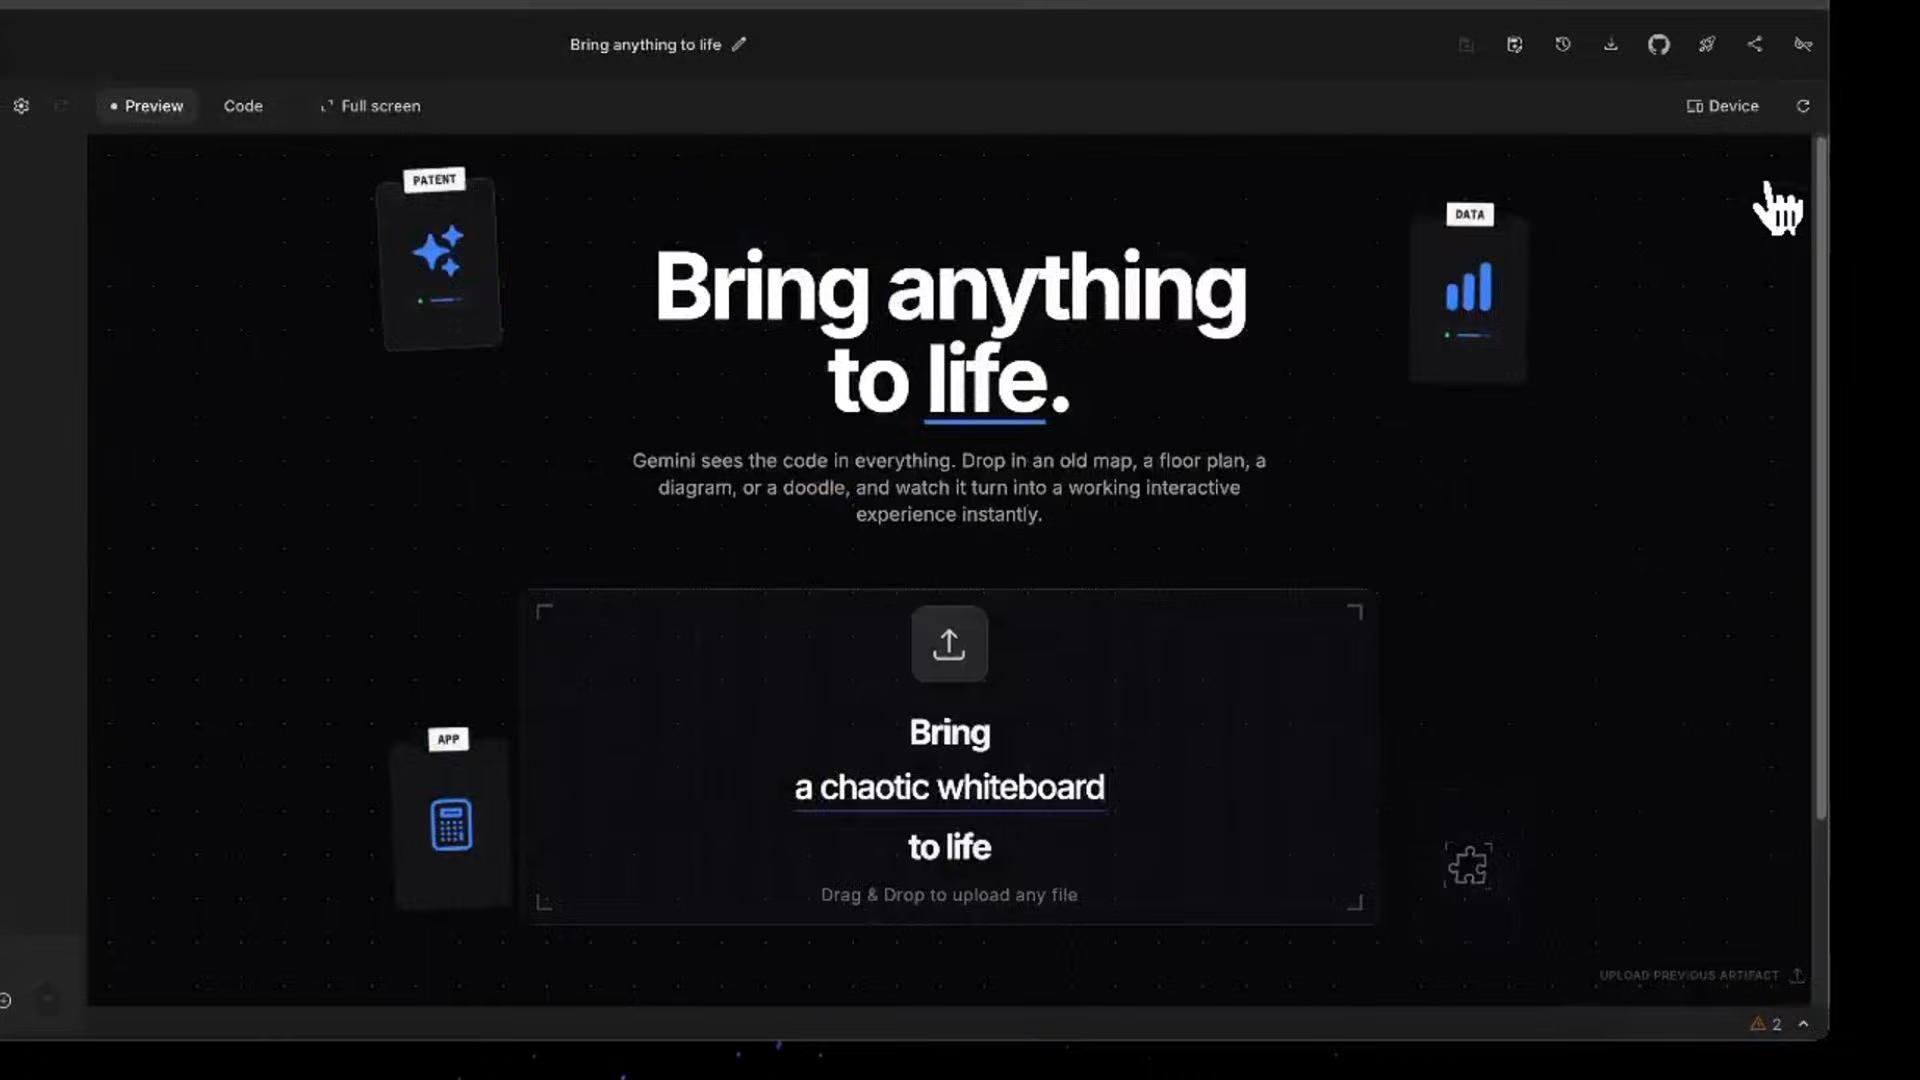 Bring anything to life
Preview
Code
Full screen
Device
PATENT
DATA
Bring anything
to life.
Gemini sees the code in everything. Drop in an old map, a floor plan, a
diagram, or a doodle, and watch it turn into a working interactive
experience instantly.
APP
Bring
a chaotic whiteboard
to life
Drag & Drop to upload any file
UPLOAD PREVIOUS ARTIFACT
2